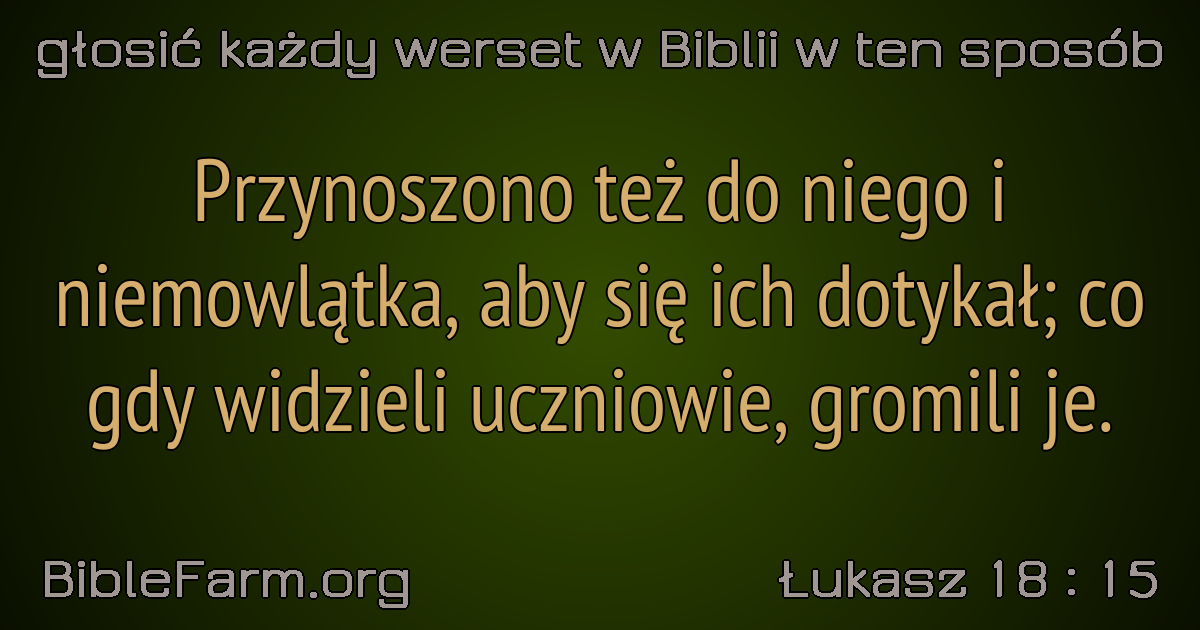 głosić każdy werset w Biblii w ten sposób
Przynoszono też do niego i
niemowlątka, aby się ich dotykał; co
gdy widzieli uczniowie, gromili je.
BibleFarm.org
Łukasz 18 : 15